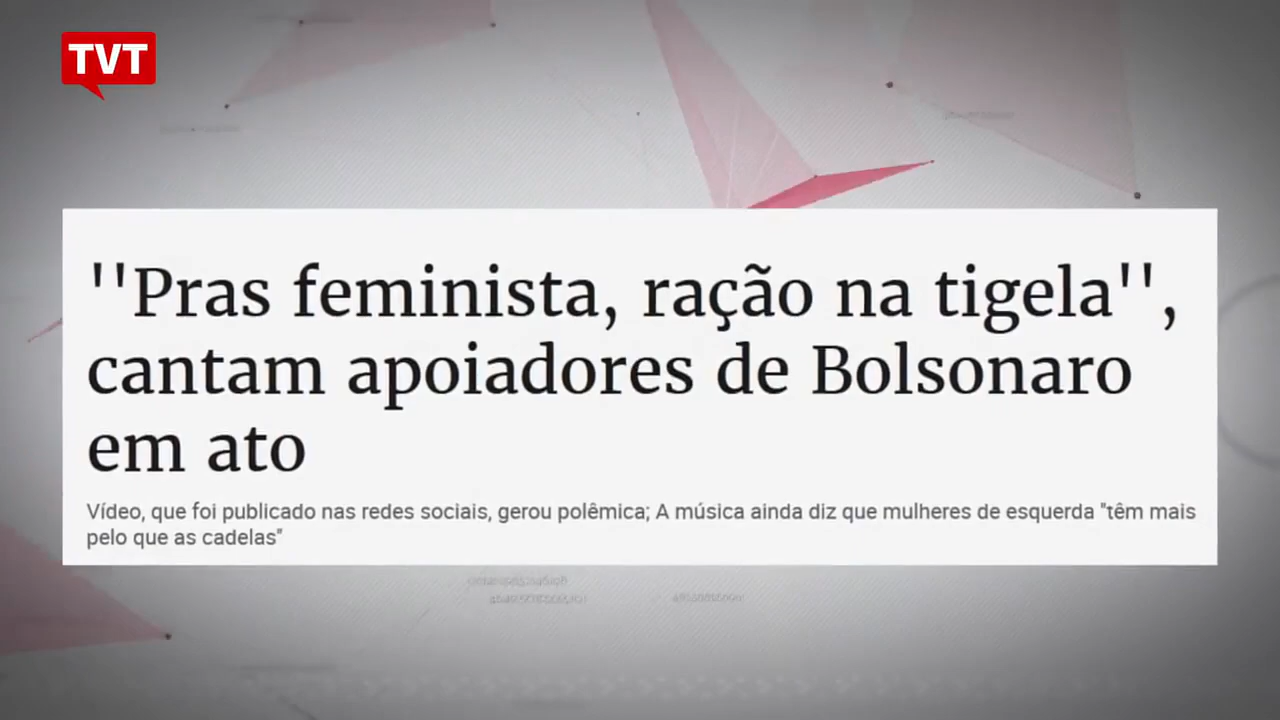 TVT
''Pras feminista, ração na tigela'',
cantam apoiadores de Bolsonaro
em ato
Vídeo, que foi publicado nas redes sociais, gerou polêmica; A música ainda diz que mulheres de esquerda "têm mais
pelo que as cadelas"